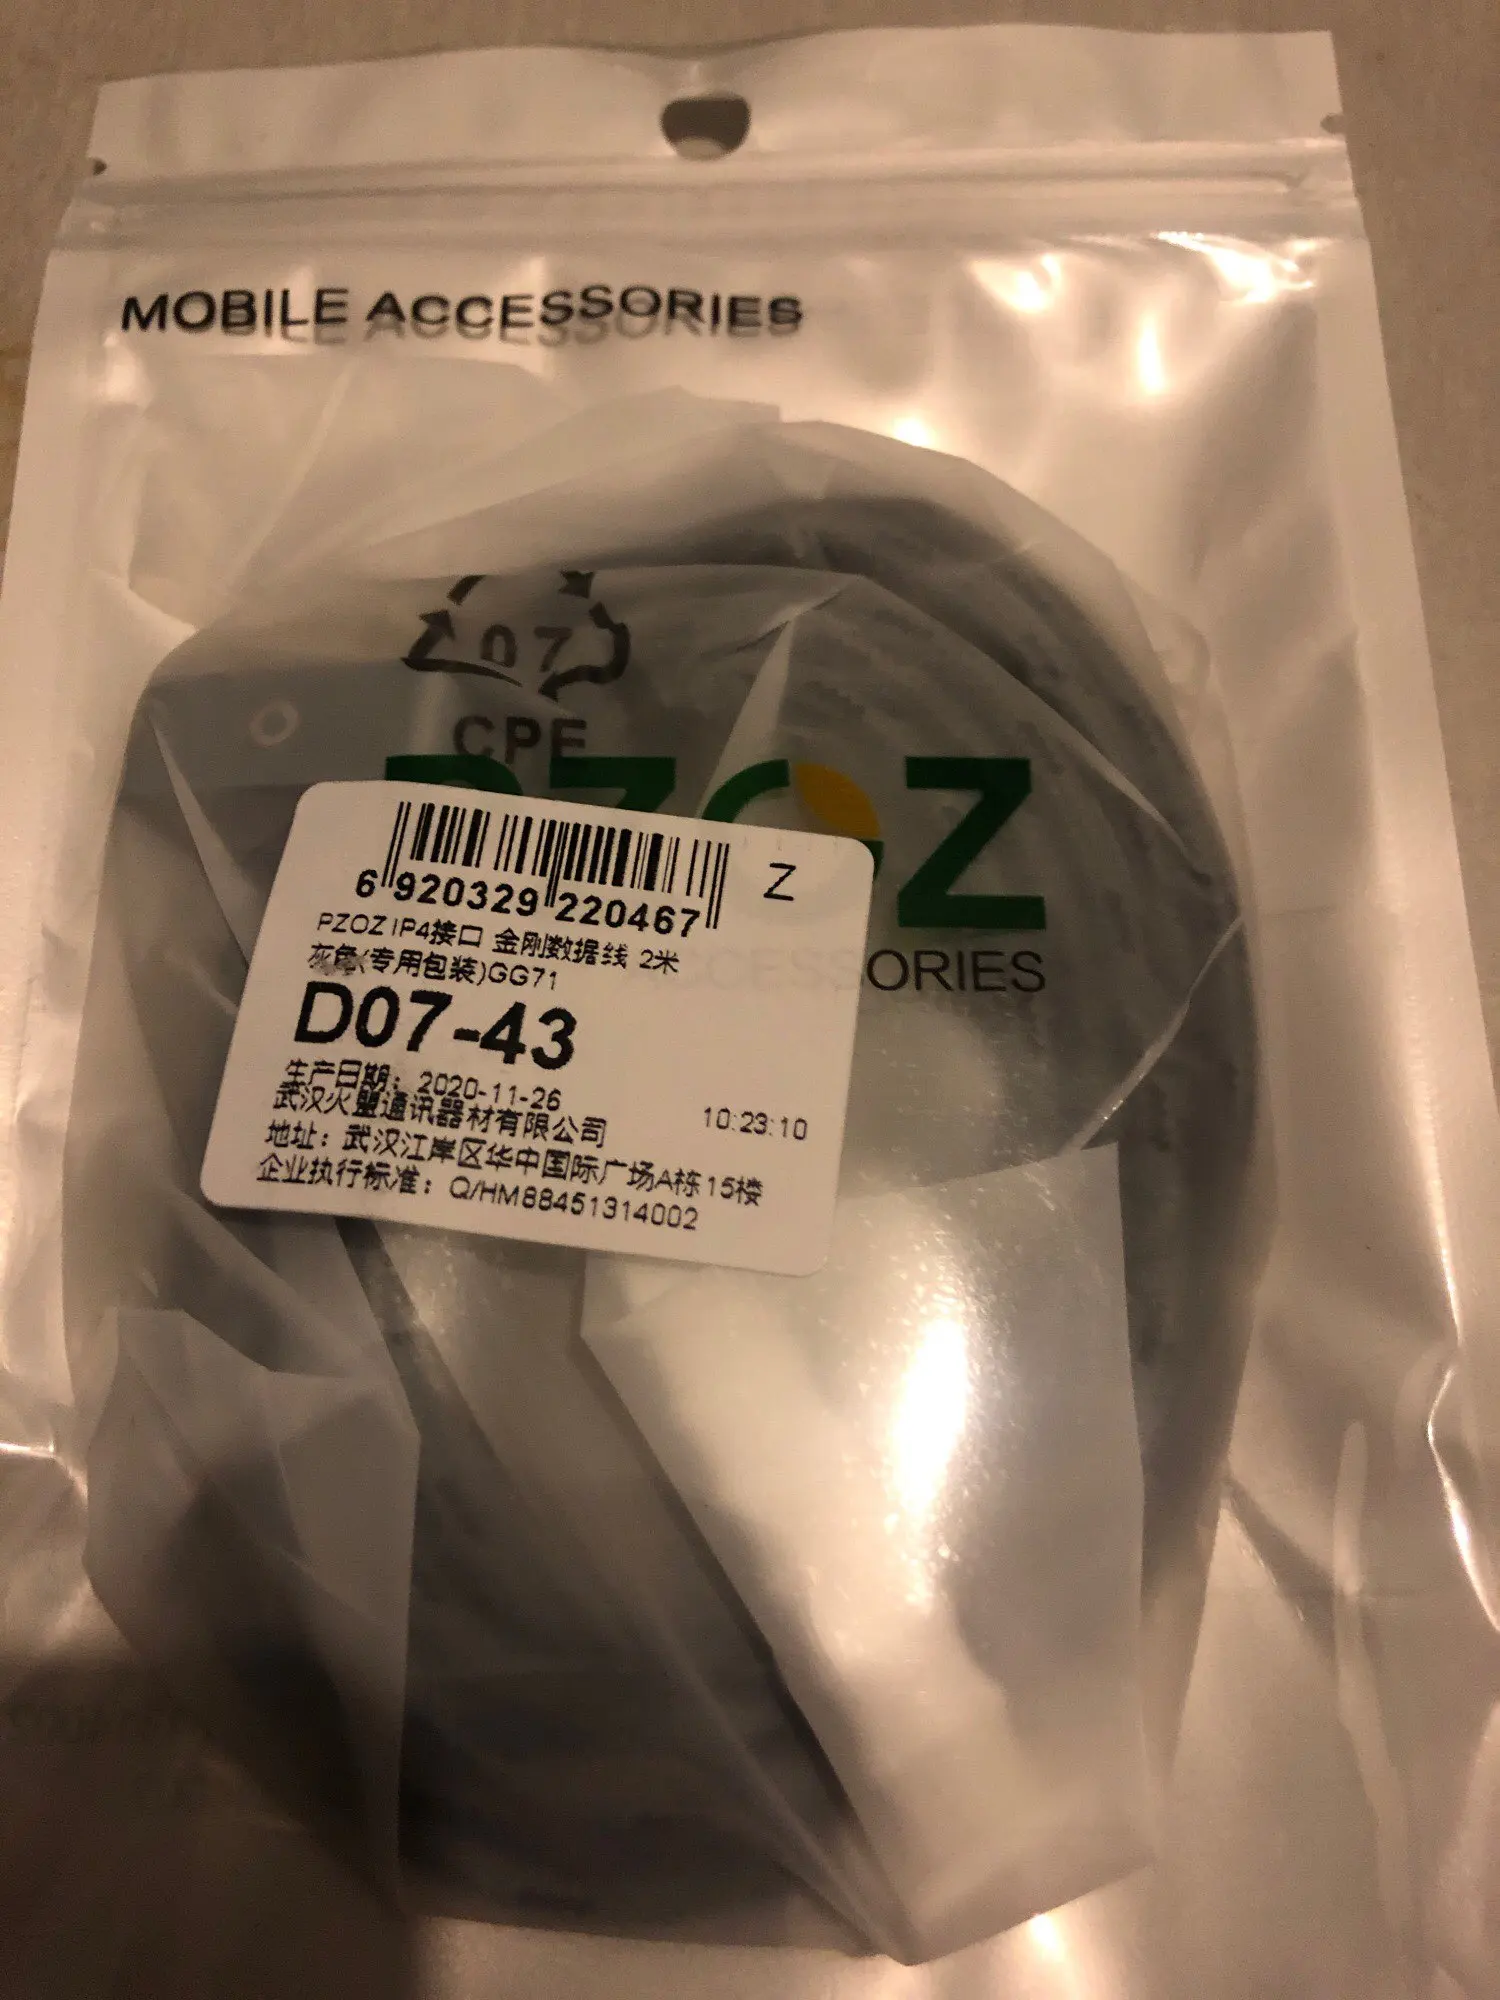 MOBILE ACCESSORIES
07
CPE
PZOZ
ORIES
6 920329 220467
Z
PZOZ IP4接口 金刚数据线 2米
灰色(专用包装)GG71
D07-43
生产日期: 2020-11-26 10:23:10
武汉火盟通讯器材有限公司
地址: 武汉江岸区华中国际广场A栋15楼
企业执行标准: Q/HM88451314002